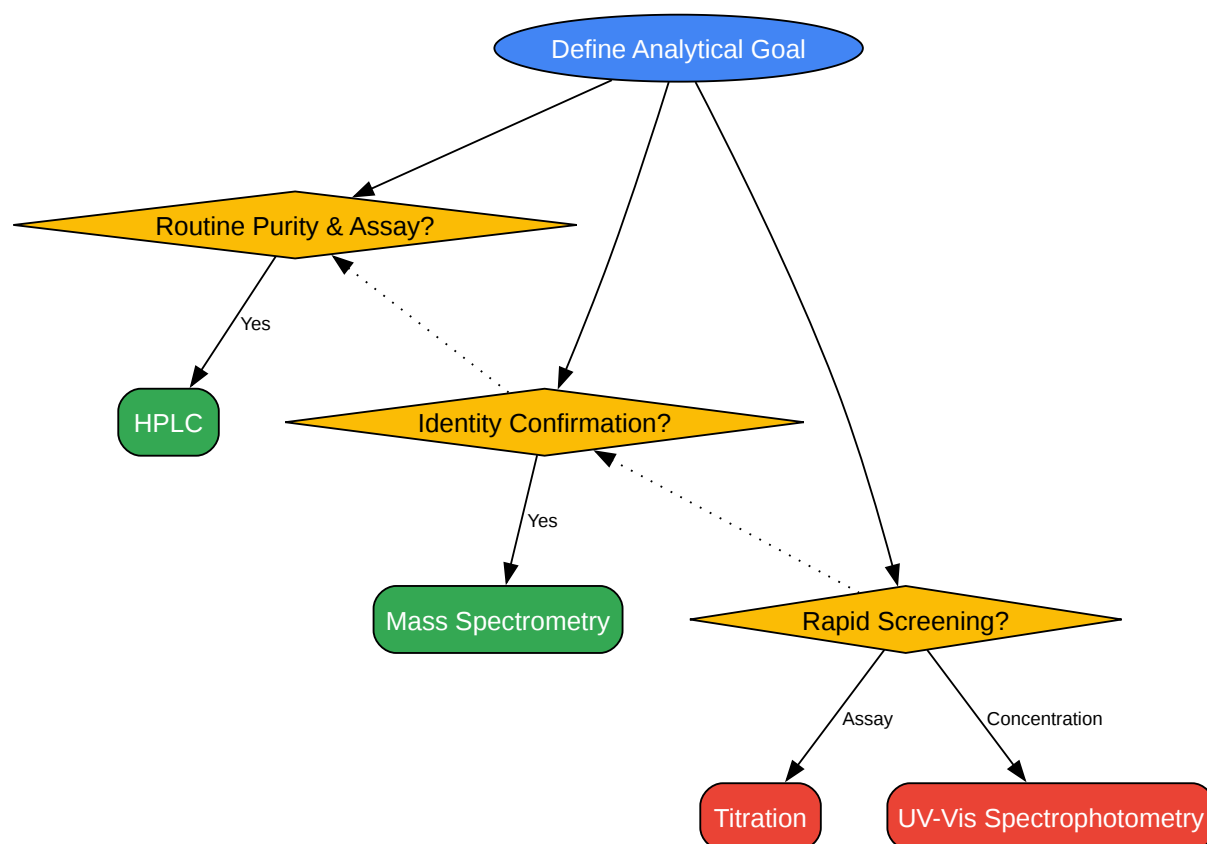 Define Analytical Goal
Routine Purity & Assay?
Yes
HPLC
Identity Confirmation?
Yes
Mass Spectrometry
Rapid Screening?
Assay
Concentration
Titration
UV-Vis Spectrophotometry